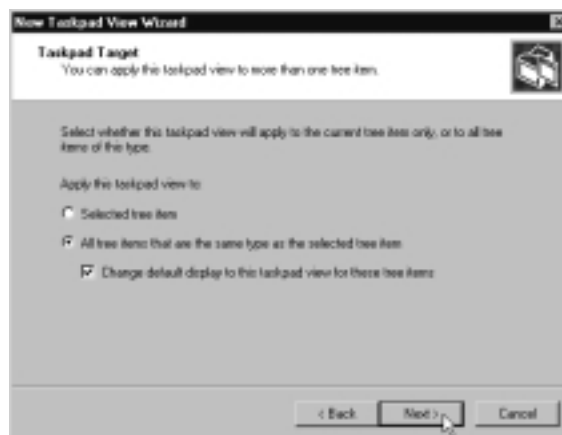 New Taskpad View Wizard
Taskpad Target
You can apply this taskpad view to more than one tree item.
Select whether this taskpad view will apply to the current tree item only, or to all tree
items of this type.
Apply this taskpad view to:
Selected tree item
All tree items that are the same type as the selected tree item
Change default display to this taskpad view for these tree items
< Back
Next >
Cancel